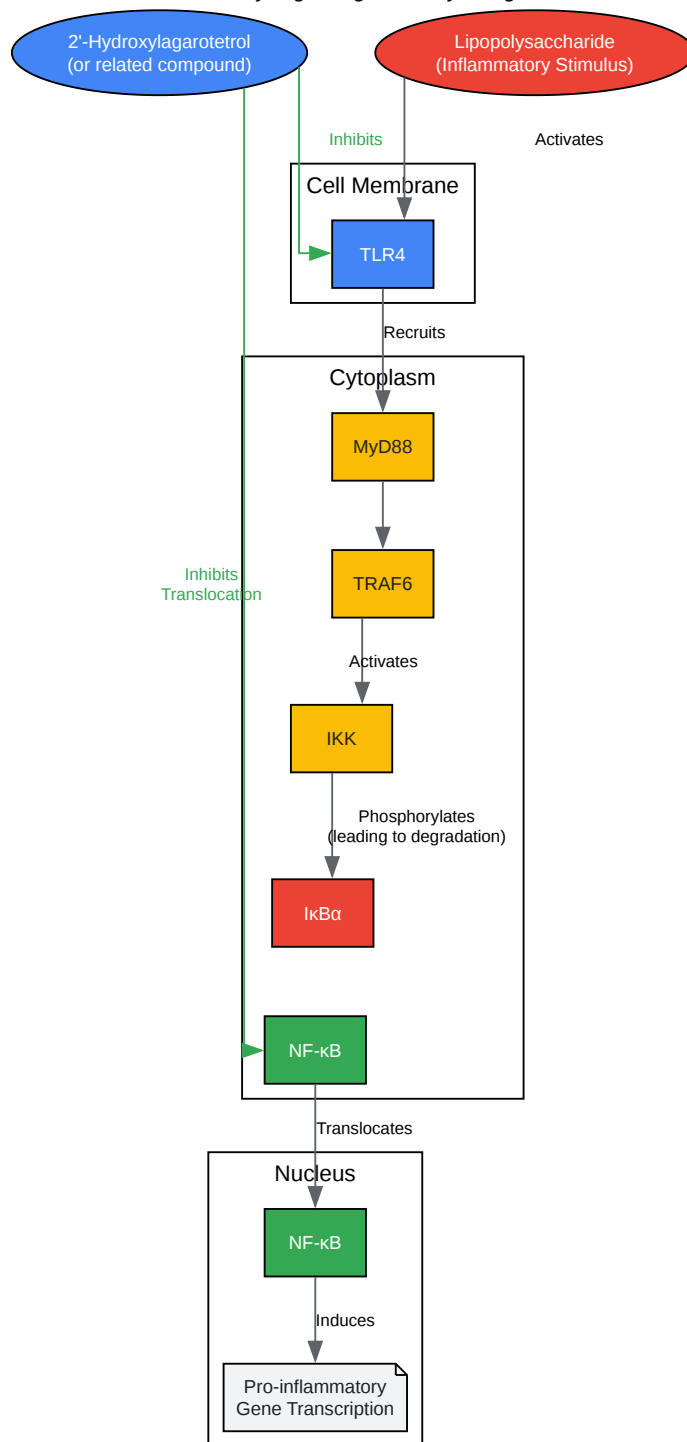 2'-Hydroxylagarotetrol
(or related compound)
Lipopolysaccharide
(Inflammatory Stimulus)
Inhibits
Activates
Cell Membrane
TLR4
Recruits
Cytoplasm
MyD88
TRAF6
Inhibits
Translocation
Activates
IKK
Phosphorylates
(leading to degradation)
IκBα
NF-κB
Translocates
Nucleus
NF-κB
Induces
Pro-inflammatory
Gene Transcription